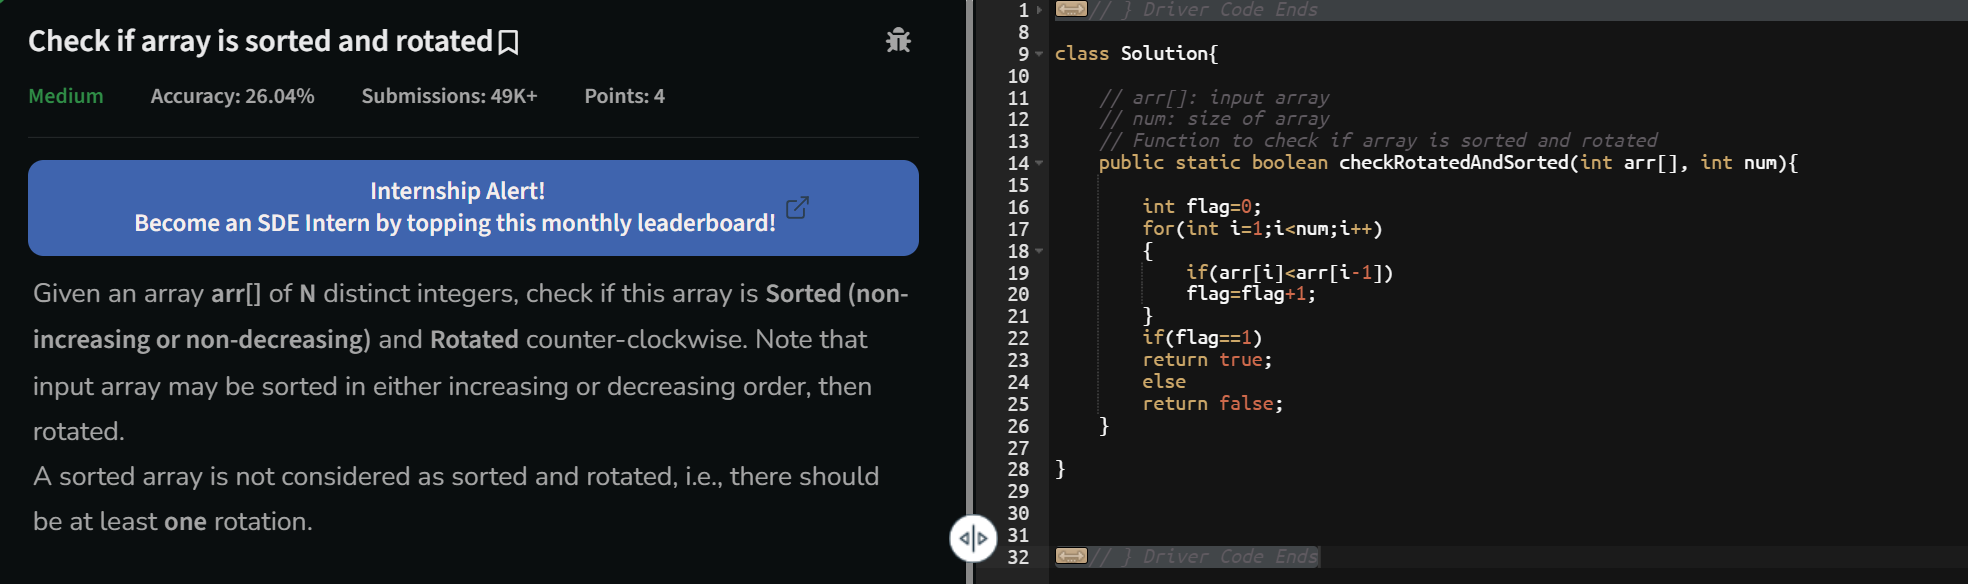 Check if array is sorted and rotated
Medium Accuracy: 26.04% Submissions: 49K+ Points: 4
Internship Alert!
Become an SDE Intern by topping this monthly leaderboard!
Given an array arr[] of N distinct integers, check if this array is Sorted (non-
increasing or non-decreasing) and Rotated counter-clockwise. Note that
input array may be sorted in either increasing or decreasing order, then
rotated.
A sorted array is not considered as sorted and rotated, i.e., there should
be at least one rotation.
1 // } Driver Code Ends
8
9 class Solution{
10
11 // arr[]: input array
12 // num: size of array
13 // Function to check if array is sorted and rotated
14 public static boolean checkRotatedAndSorted(int arr[], int num){
15
16 int flag=0;
17 for(int i=1;i<num;i++)
18 {
19 if(arr[i]<arr[i-1])
20 flag=flag+1;
21 }
22 if(flag==1)
23 return true;
24 else
25 return false;
26 }
27
28 }
29
30
31
32 // } Driver Code Ends